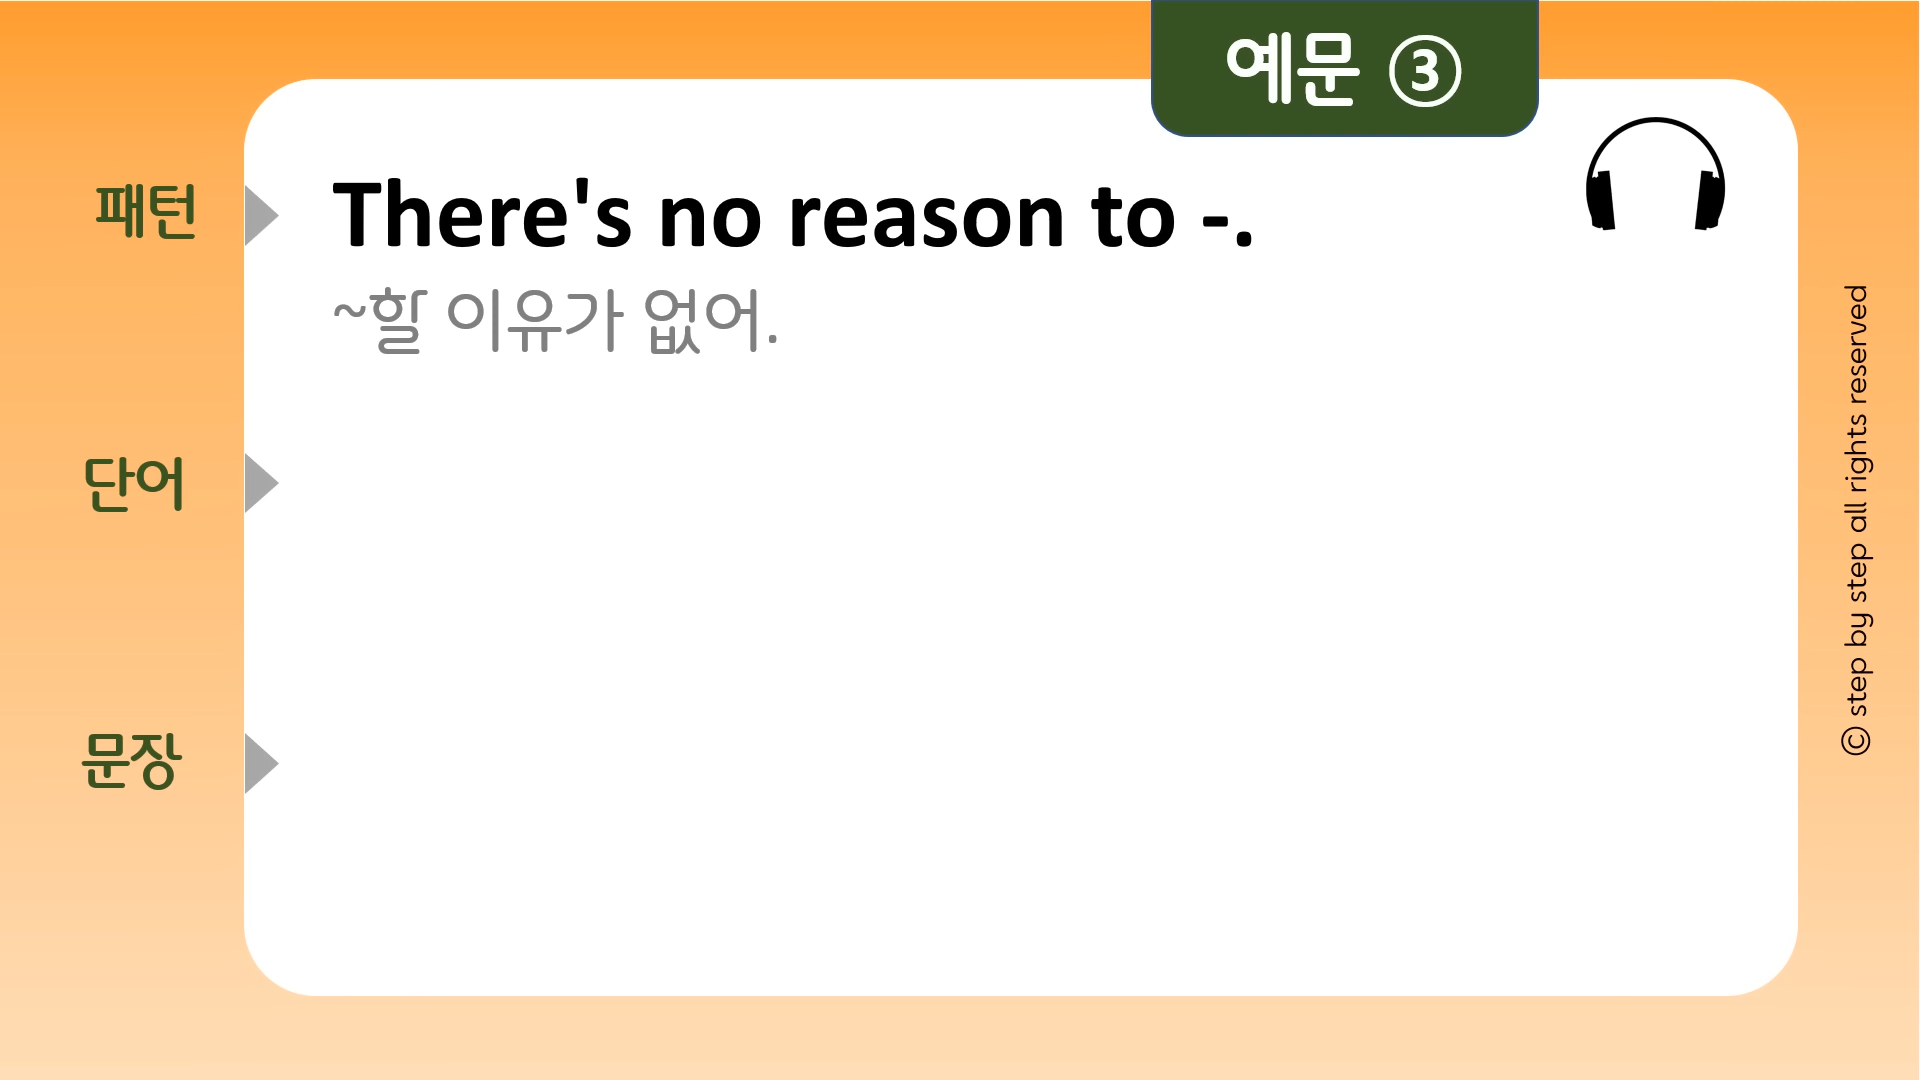 예문 ③
패턴
There's no reason to -.
~할 이유가 없어.
단어
문장
© step by step all rights reserved